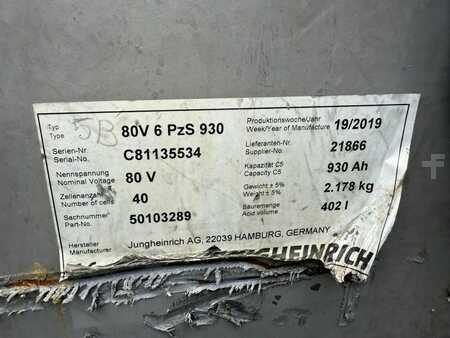 Typ
Type
5B
80V 6 PzS 930
Produktionswoche/Jahr
Week/Year of Manufacture
19/2019
Serien-Nr.
Serial-No.
C81135534
Lieferanten-Nr.
Supplier-No.
21866
Nennspannung
Nominal Voltage
80 V
Kapazität C5
Capacity C5
930 Ah
Zellenanzahl
Number of cells
40
Gewicht ± 5%
Weight ± 5%
2.178 kg
Sachnummer
Part-No.
50103289
Säuremenge
Acid volume
402 l
Hersteller
Manufacturer
Jungheinrich AG, 22039 HAMBURG, GERMANY
GHEINRICH